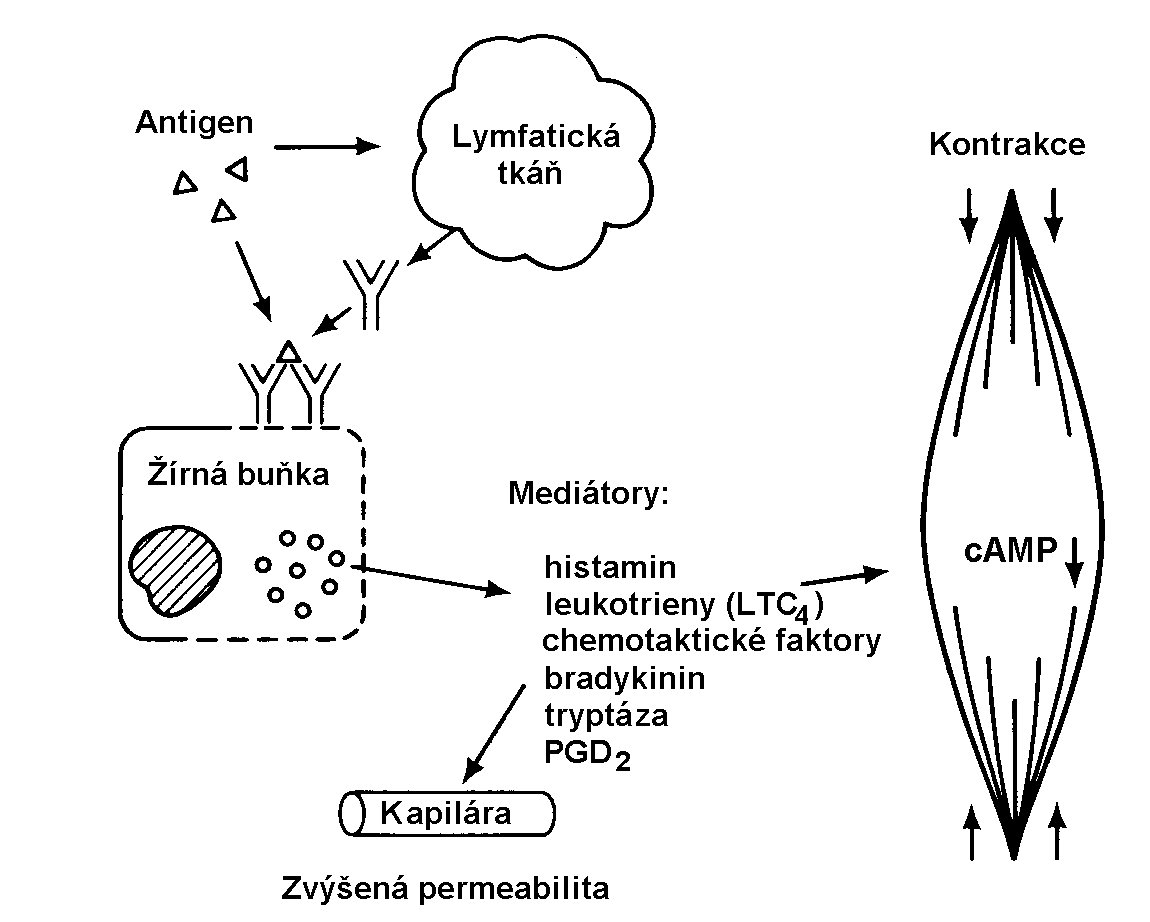 Antigen
Lymfatická
tkáň
Kontrakce
Žírná buňka
Mediátory:
histamin
leukotrieny (LTC₄)
chemotaktické faktory
bradykinin
tryptáza
PGD₂
cAMP
Kapilára
Zvýšená permeabilita